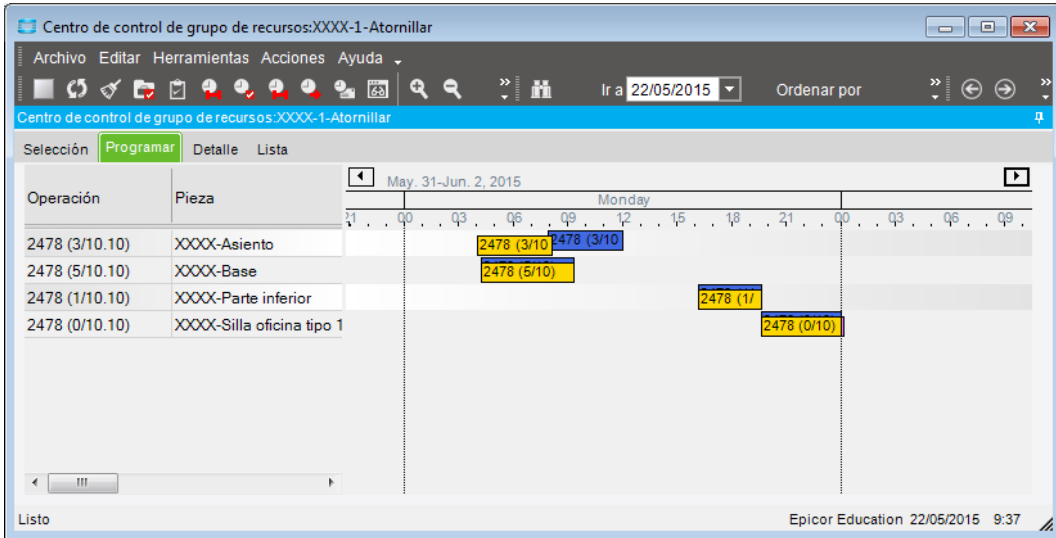 Centro de control de grupo de recursos:XXXX-1-Atornillar
Archivo Editar Herramientas Acciones Ayuda
Ir a 22/05/2015 Ordenar por
Centro de control de grupo de recursos:XXXX-1-Atornillar
Selección Programar Detalle Lista
Operación Pieza May. 31-Jun. 2, 2015
Monday
21 00 03 06 09 12 15 18 21 00 03 06 09
2478 (3/10.10) XXXX-Asiento 2478 (3/10 2478 (3/10
2478 (5/10.10) XXXX-Base 2478 (5/10)
2478 (1/10.10) XXXX-Parte inferior 2478 (1/
2478 (0/10.10) XXXX-Silla oficina tipo 1 2478 (0/10)
Listo Epicor Education 22/05/2015 9:37